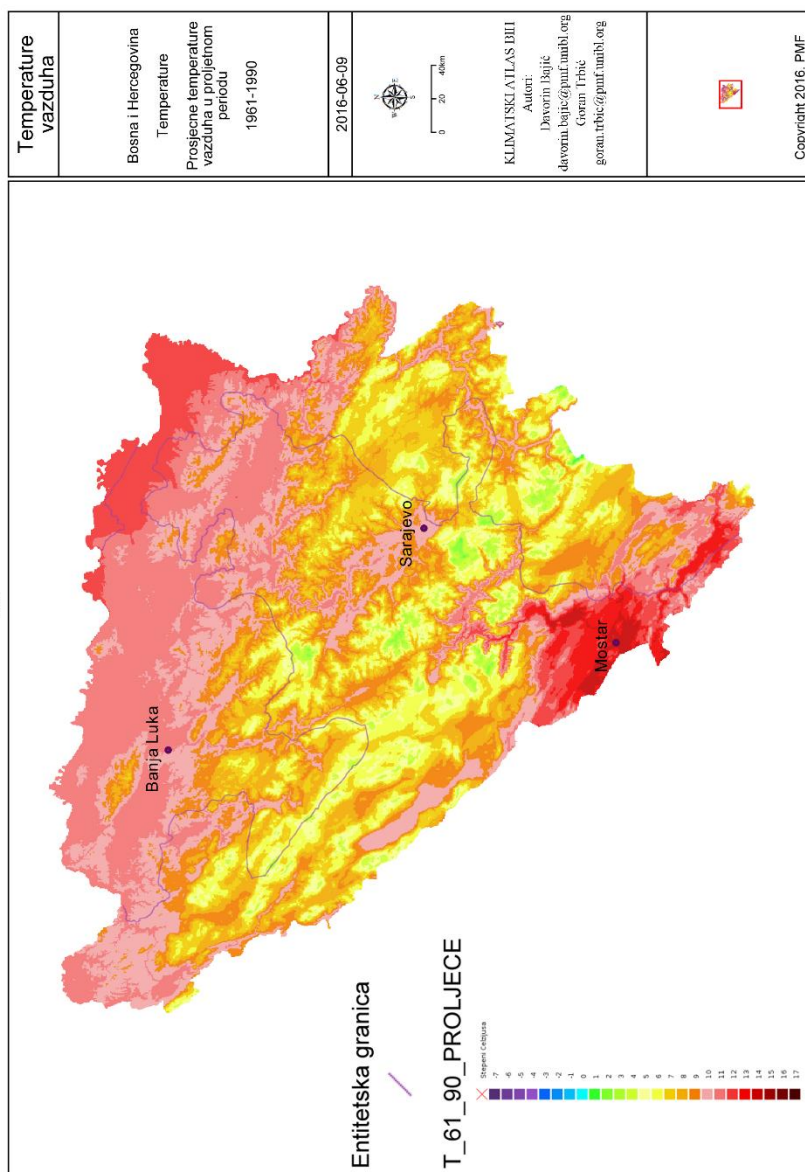 Temperature
vazduha
Bosna i Hercegovina
Temperature
Prosjecne temperature
vazduha u proljetnom
periodu
1961-1990
2016-06-09
N
E
S
W
0 20 40km
KLIMATSKI ATLAS BIH
Autori:
Davorin Bajić
davorin.bajic@pmf.unibl.org
Goran Trbić
goran.trbic@pmf.unibl.org
Copyright 2016. PMF
Banja Luka
Sarajevo
Mostar
Entitetska granica
T_61_90_PROLJECE
Stepeni Celzjusa
-7
-6
-5
-4
-3
-2
-1
0
1
2
3
4
5
6
7
8
9
10
11
12
13
14
15
16
17